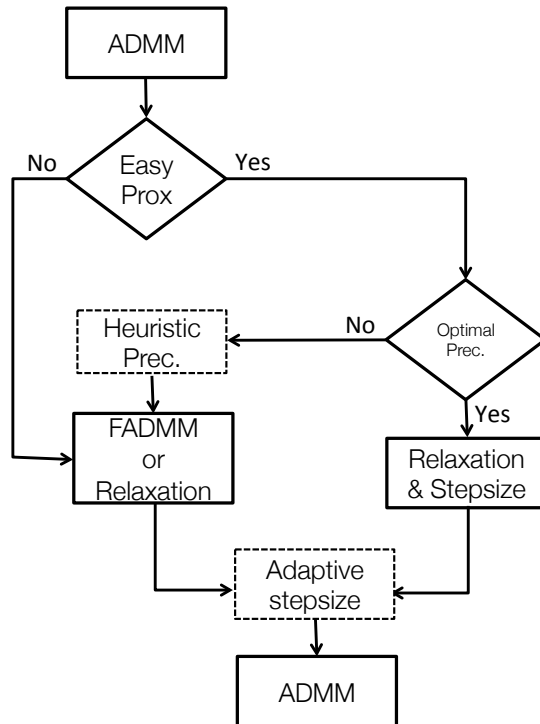 ADMM
No
Easy
Prox
Yes
Heuristic
Prec.
No
Optimal
Prec.
Yes
FADMM
or
Relaxation
Relaxation
& Stepsize
Adaptive
stepsize
ADMM